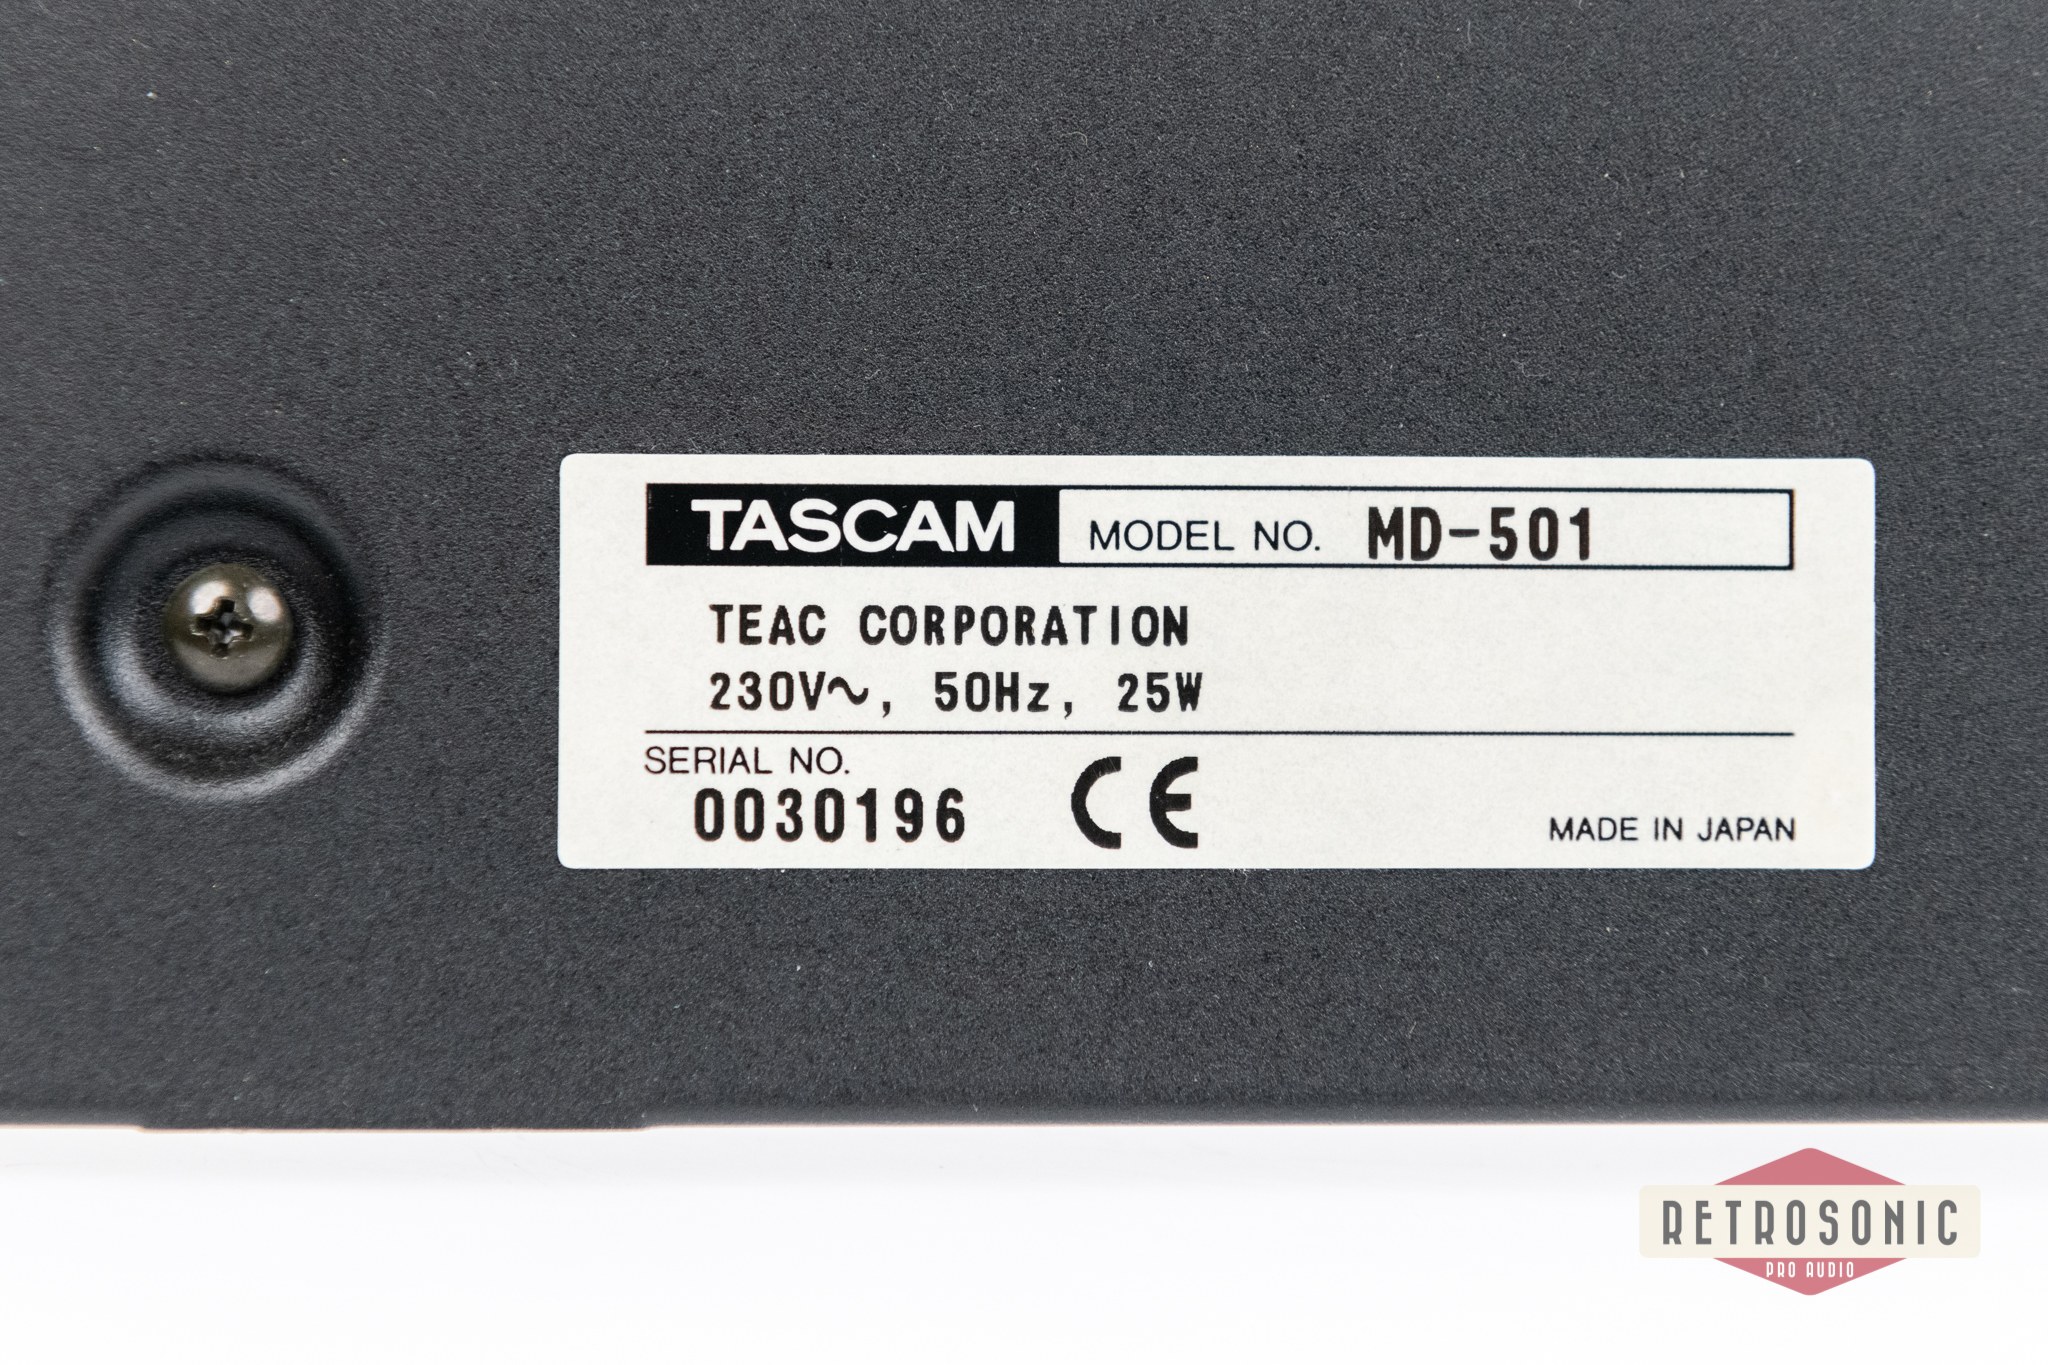 TASCAM MODEL NO. MD-501
TEAC CORPORATION
230V~, 50Hz, 25W
SERIAL NO.
0030196 CE
MADE IN JAPAN
RETROSONIC
PRO AUDIO